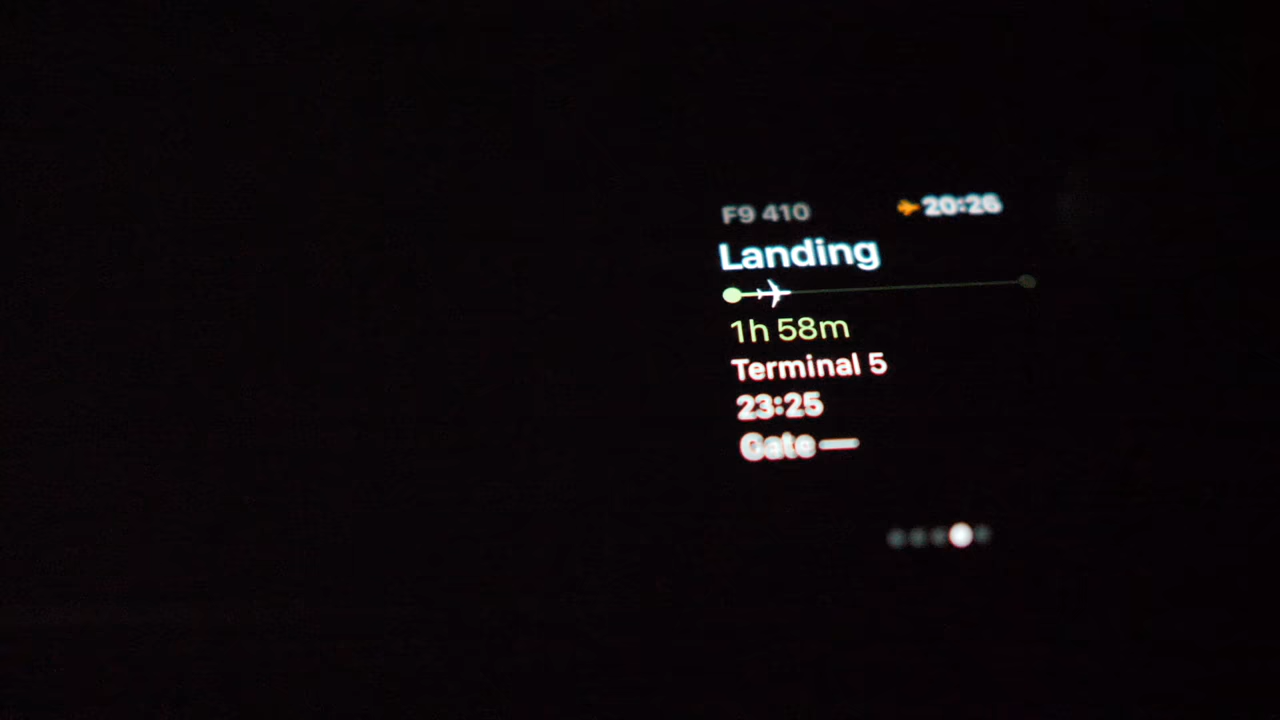 F9 410 20:26
Landing
1h 58m
Terminal 5
23:25
Gate —